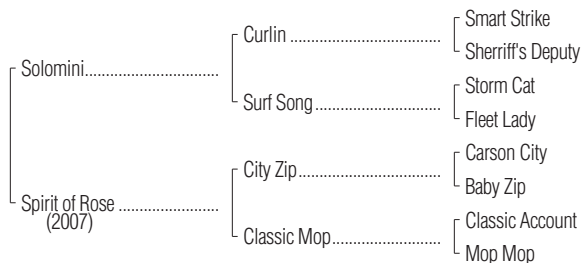 Smart Strike
Curlin ................................................
Sherriff's Deputy
Solomini...........................................
Storm Cat
Surf Song........................................
Fleet Lady
Carson City
City Zip.............................................
Baby Zip
Spirit of Rose ................................
(2007)
Classic Account
Classic Mop...................................
Mop Mop